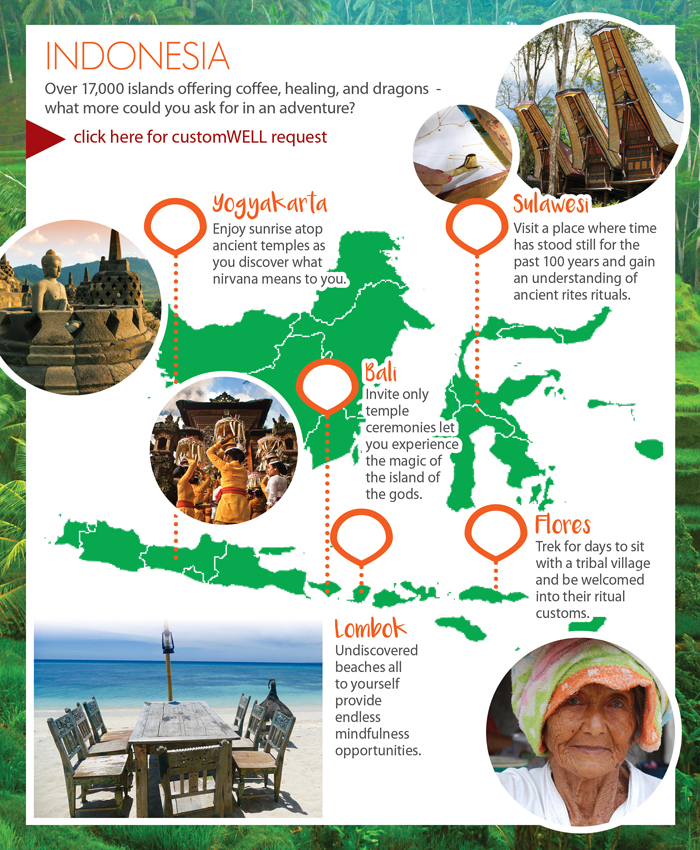 INDONESIA
Over 17,000 islands offering coffee, healing, and dragons -
what more could you ask for in an adventure?
click here for customWELL request
Yogyakarta
Enjoy sunrise atop
ancient temples as
you discover what
nirvana means to you.
Sulawesi
Visit a place where time
has stood still for the
past 100 years and gain
an understanding of
ancient rites rituals.
Bali
Invite only
temple
ceremonies let
you experience
the magic of
the island of
the gods.
Flores
Trek for days to sit
with a tribal village
and be welcomed
into their ritual
customs.
Lombok
Undiscovered
beaches all
to yourself
provide
endless
mindfulness
opportunities.